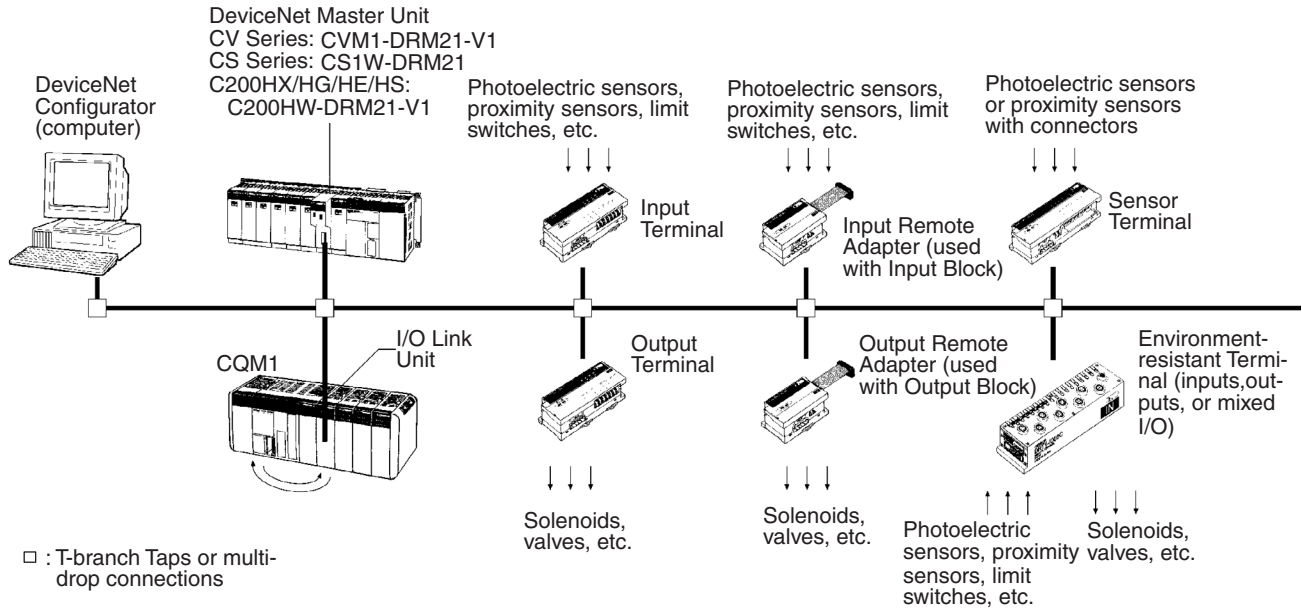 DeviceNet Master Unit
CV Series: CVM1-DRM21-V1
CS Series: CS1W-DRM21
C200HX/HG/HE/HS:
C200HW-DRM21-V1
DeviceNet
Configurator
(computer)
Photoelectric sensors,
proximity sensors, limit
switches, etc.
Photoelectric sensors,
proximity sensors, limit
switches, etc.
Photoelectric sensors
or proximity sensors
with connectors
Input
Terminal
Input Remote
Adapter (used
with Input Block)
Sensor
Terminal
CQM1
I/O Link
Unit
Output
Terminal
Output Remote
Adapter (used
with Output Block)
Environment-
resistant Termi-
nal (inputs,out-
puts, or mixed
I/O)
Solenoids,
valves, etc.
Solenoids,
valves, etc.
Photoelectric
sensors, proximity
sensors, limit
switches, etc.
Solenoids,
valves, etc.
□ : T-branch Taps or multi-
drop connections